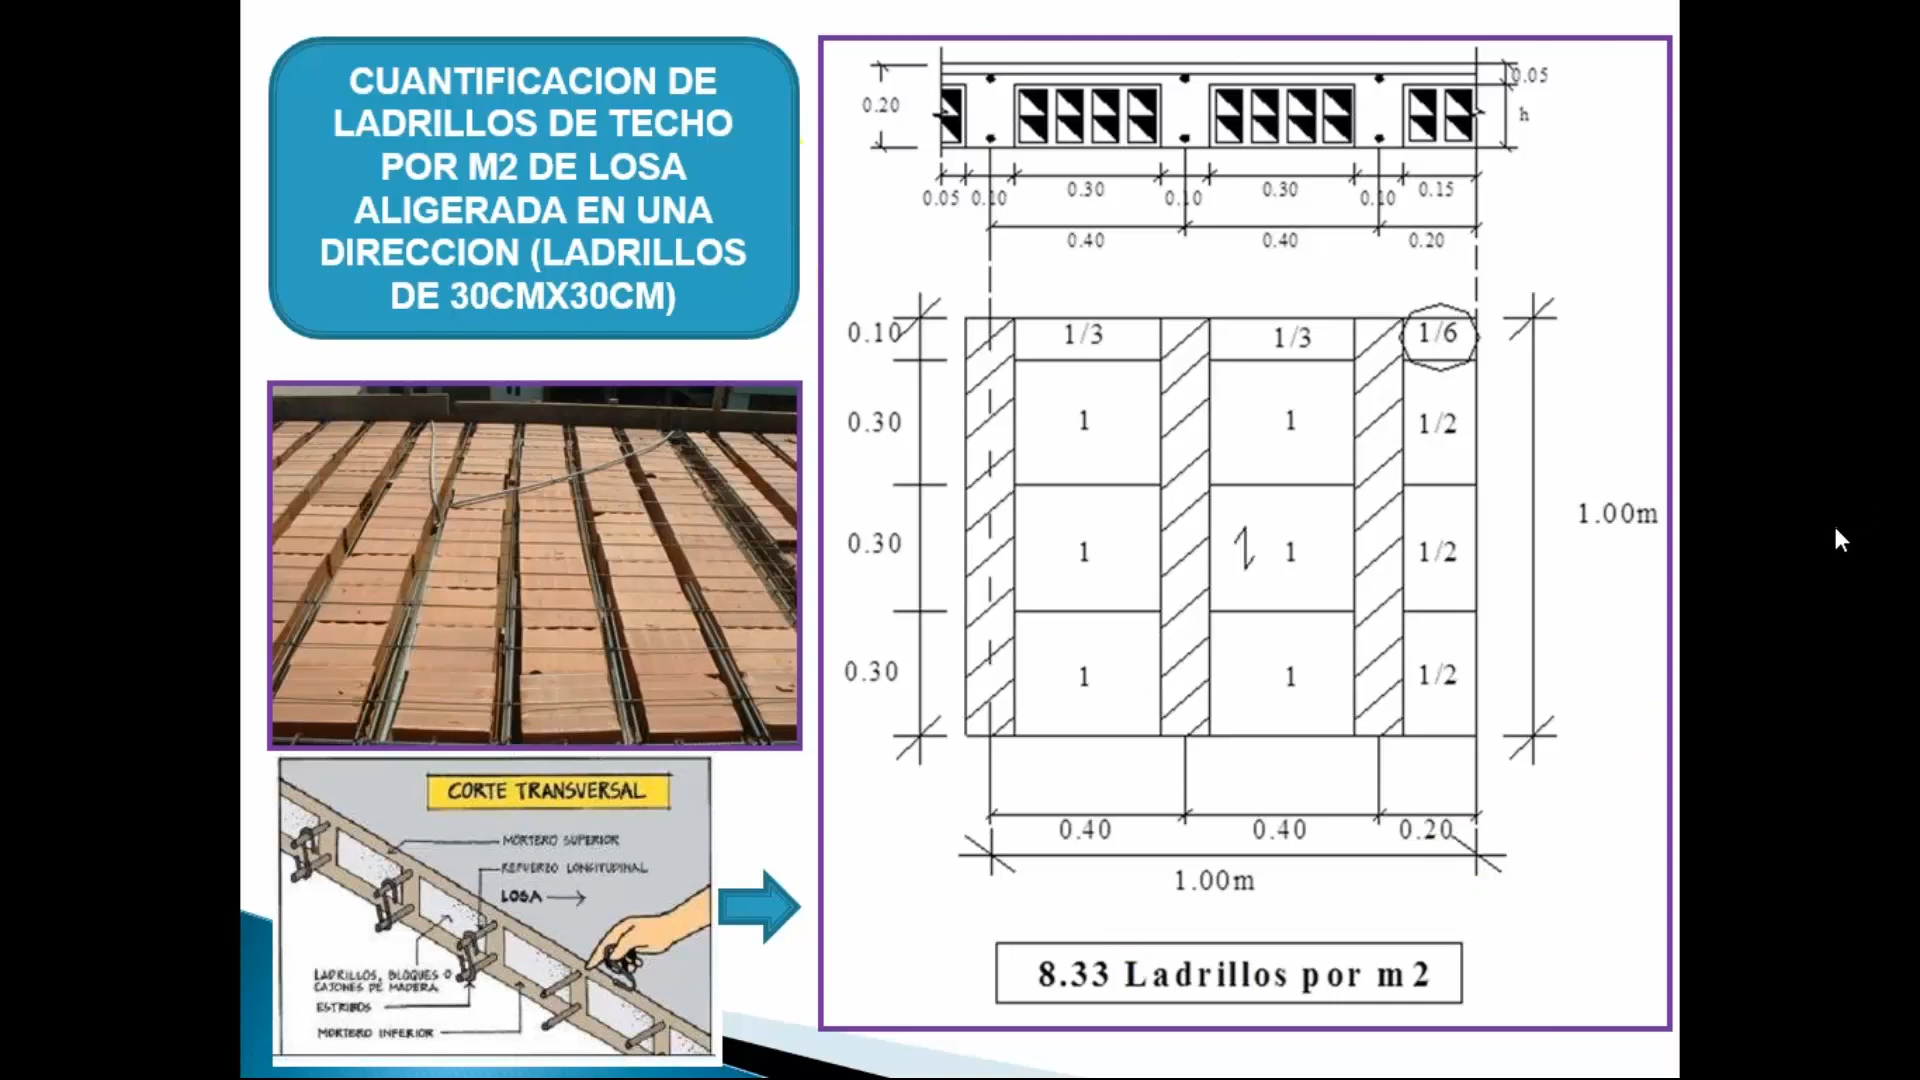 CUANTIFICACION DE
LADRILLOS DE TECHO
POR M2 DE LOSA
ALIGERADA EN UNA
DIRECCION (LADRILLOS
DE 30CMX30CM)
0.20
0.05
h
0.05 0.10 0.30 0.10 0.30 0.10 0.15
0.40 0.40 0.20
0.10 1/3 1/3 1/6
0.30 1 1 1/2
1.00m
0.30 1 1 1/2
0.30 1 1 1/2
0.40 0.40 0.20
1.00m
8.33 Ladrillos por m2
CORTE TRANSVERSAL
MORTERO SUPERIOR
REFUERZO LONGITUDINAL
LOSA
LADRILLOS, BLOQUES O
CAJONES DE MADERA
ESTRIBOS
MORTERO INFERIOR